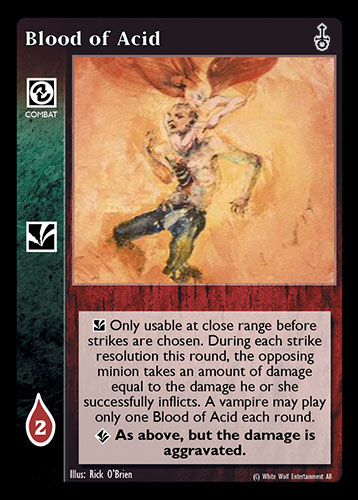 Blood of Acid
COMBAT
Only usable at close range before
strikes are chosen. During each strike
resolution this round, the opposing
minion takes an amount of damage
equal to the damage he or she
successfully inflicts. A vampire may play
only one Blood of Acid each round.
As above, but the damage is
aggravated.
2
Illus: Rick O'Brien
(C) White Wolf Entertainment AB